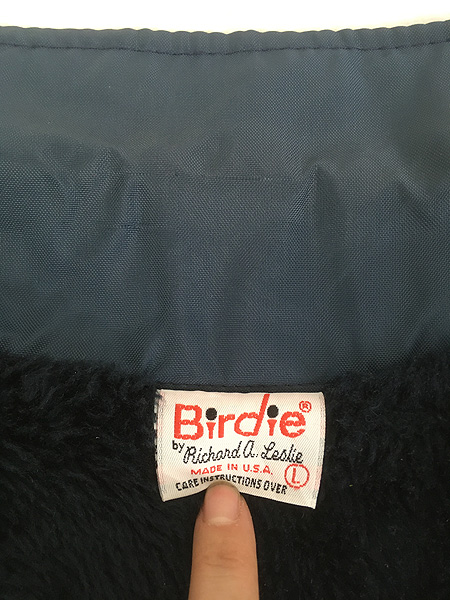 Birdie®
by Richard A. Leslie
MADE IN U.S.A.
L
CARE INSTRUCTIONS OVER